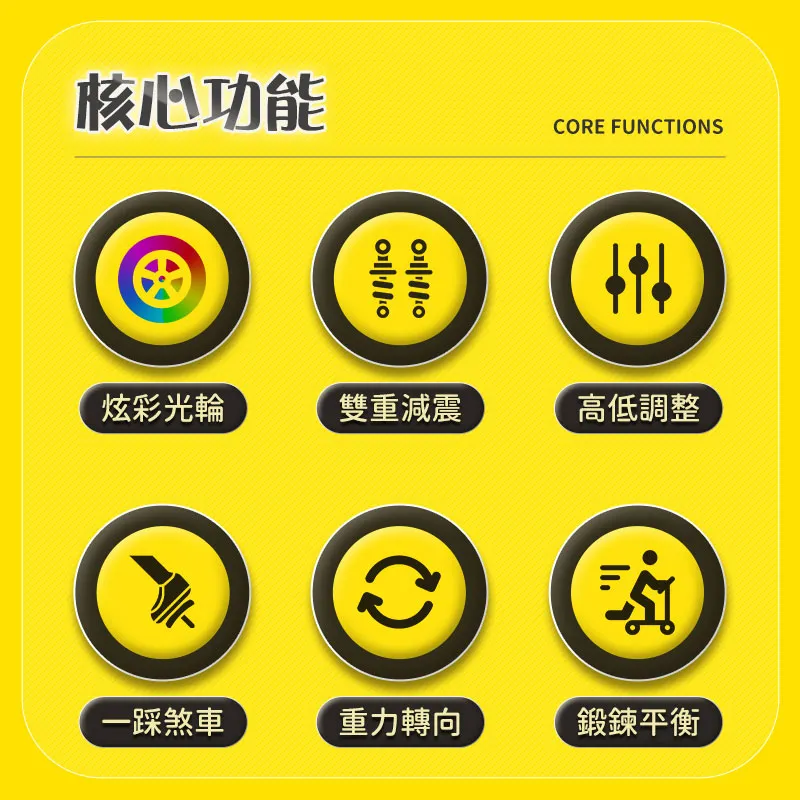 核心功能
CORE FUNCTIONS
炫彩光輪
雙重減震
高低調整
一踩煞車
重力轉向
鍛鍊平衡